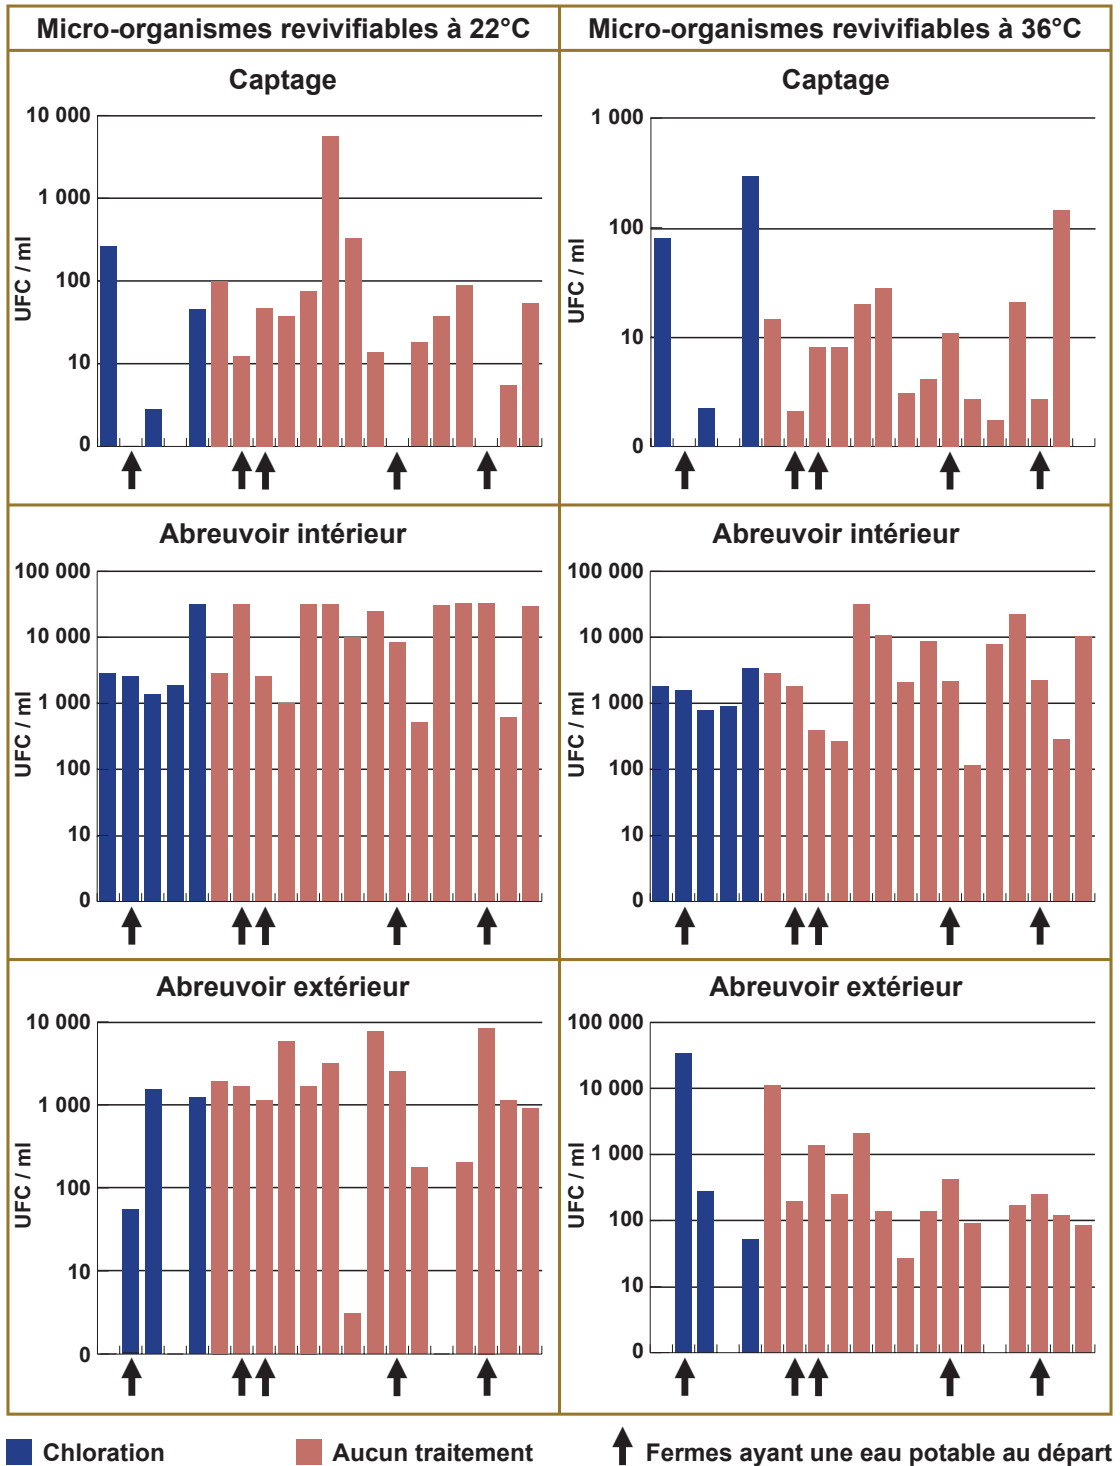 Micro-organismes revivifiables à 22°C
Micro-organismes revivifiables à 36°C
Captage
10 000
1 000
100
10
0
UFC / ml
Captage
1 000
100
10
0
UFC / ml
Abreuvoir intérieur
100 000
10 000
1 000
100
10
0
UFC / ml
Abreuvoir intérieur
100 000
10 000
1 000
100
10
0
UFC / ml
Abreuvoir extérieur
10 000
1 000
100
10
0
UFC / ml
Abreuvoir extérieur
100 000
10 000
1 000
100
10
0
UFC / ml
Chloration
Aucun traitement
Fermes ayant une eau potable au départ